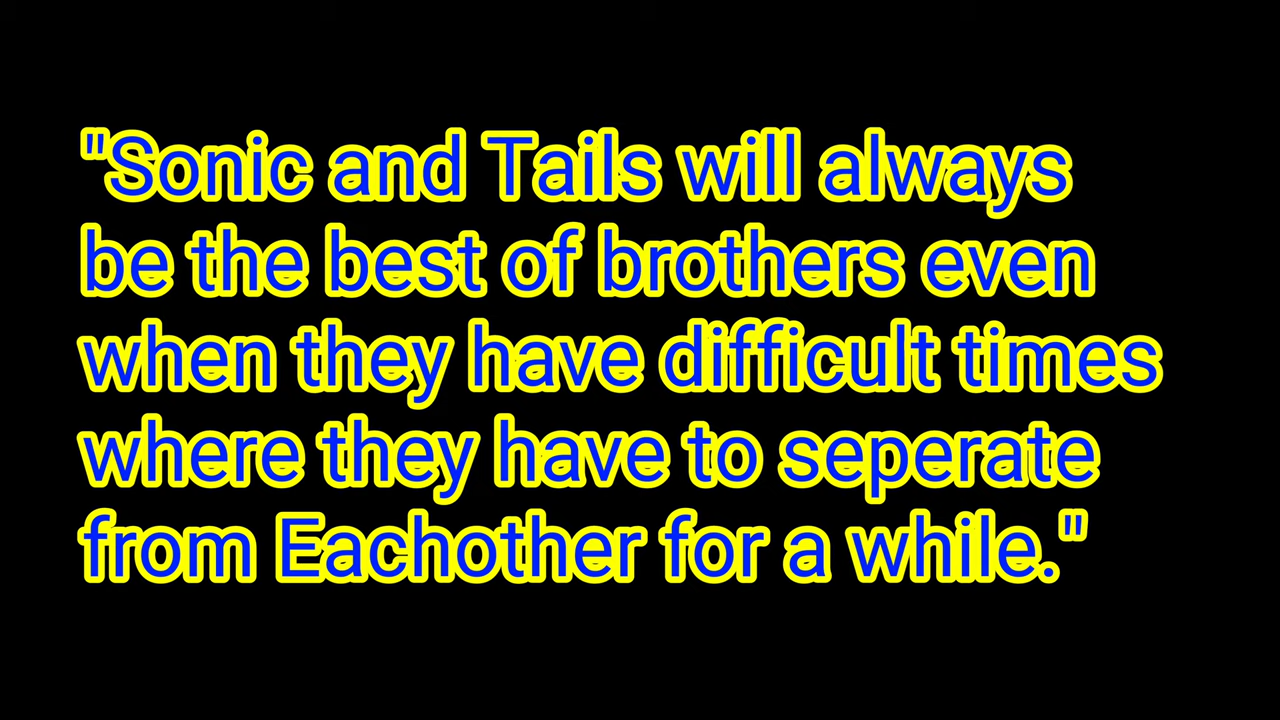 "Sonic and Tails will always
be the best of brothers even
when they have difficult times
where they have to seperate
from Eachother for a while."